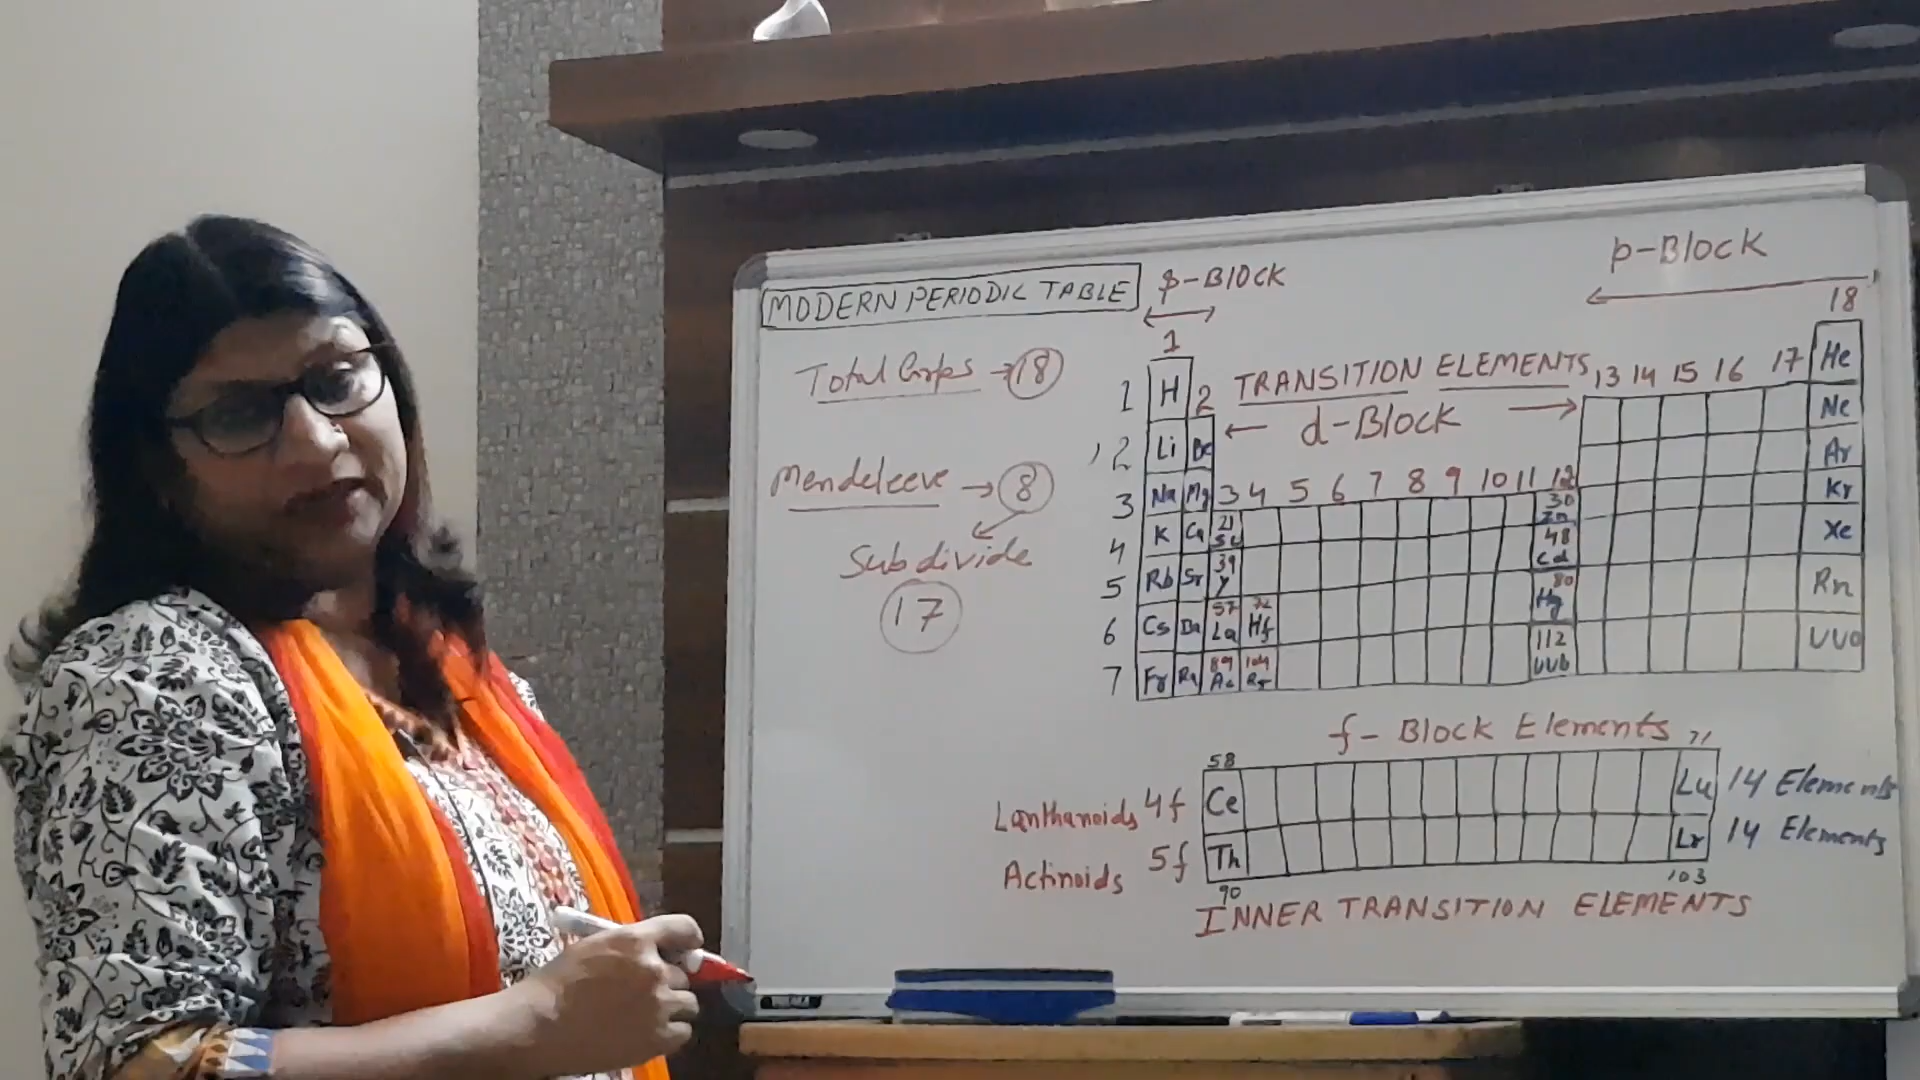 MODERN PERIODIC TABLE
s-Block
p-Block
18
1
Total Grps → 18
1 H 2
TRANSITION ELEMENTS
13 14 15 16 17 He
← d-Block →
Ne
2 Li Be
Ar
Mendeleeve → 8
3 Na Mg 3 4 5 6 7 8 9 10 11 12
Kr
4 K Ca 21 Sc 30 Zn Xe
Subdivide
5 Rb Sr 39 Y 48 Cd Rn
17
6 Cs Ba 57 La 72 Hf 80 Hg UUO
7 Fr Ra 89 Ac 104 Rf 112 UUb
f-Block Elements
58 71
Lanthanoids 4f Ce Lu 14 Elements
Actinoids 5f Th Lr 14 Elements
90 103
INNER TRANSITION ELEMENTS